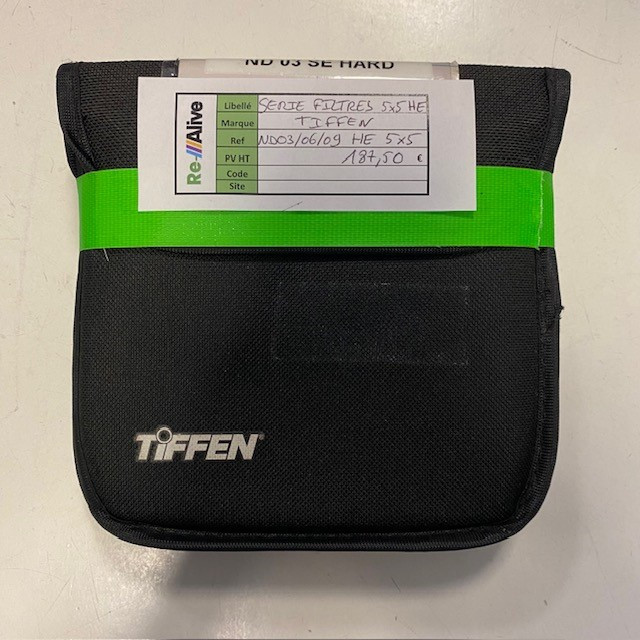 ND 03 SE HARD
Re-Alive
Libellé SERIE FILTRES 5x5 HE
Marque TIFFEN
Ref ND03/06/09 HE 5x5
PV HT 187,50 €
Code
Site
TIFFEN®